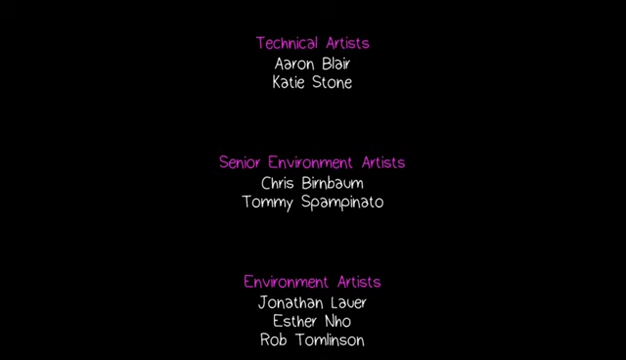 Technical Artists
Aaron Blair
Katie Stone
Senior Environment Artists
Chris Birnbaum
Tommy Spampinato
Environment Artists
Jonathan Lauer
Esther Nho
Rob Tomlinson